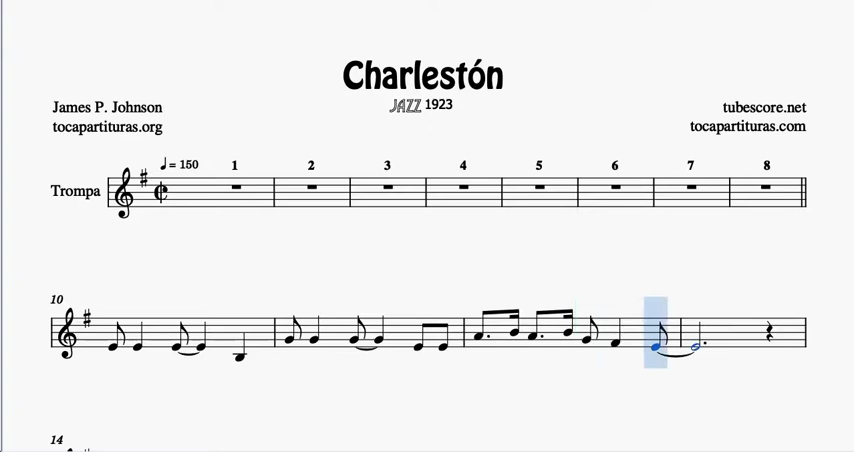 Charlestón
JAZZ 1923
James P. Johnson
tubescore.net
tocapartituras.org
tocapartituras.com
= 150 1 2 3 4 5 6 7 8
Trompa
10
14